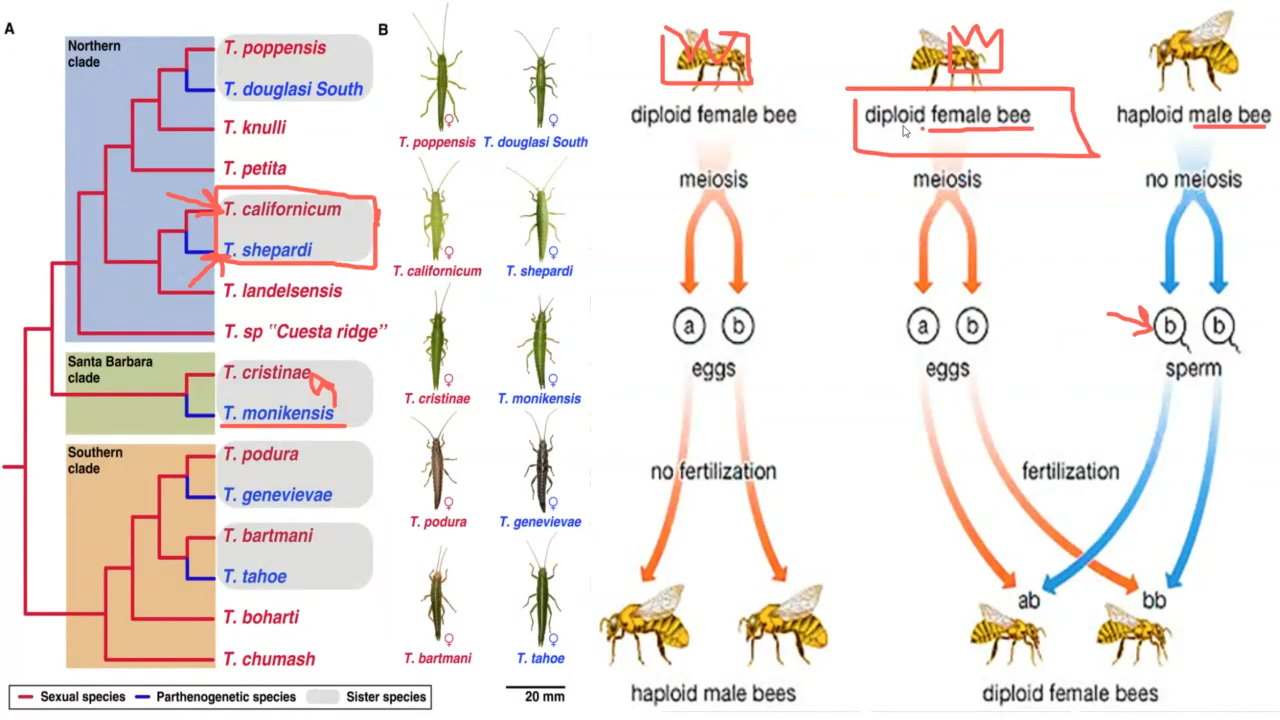 A
Northern
clade
T. poppensis
T. douglasi South
T. knulli
T. petita
T. californicum
T. shepardi
T. landelsensis
T. sp "Cuesta ridge"
Santa Barbara
clade
T. cristinae
T. monikensis
Southern
clade
T. podura
T. genevievae
T. bartmani
T. tahoe
T. boharti
T. chumash
Sexual species Parthenogenetic species Sister species
B
♀ ♀
T. poppensis T. douglasi South
♀ ♀
T. californicum T. shepardi
♀ ♀
T. cristinae T. monikensis
♀ ♀
T. podura T. genevievae
♀ ♀
T. bartmani T. tahoe
20 mm
diploid female bee diploid female bee haploid male bee
meiosis meiosis no meiosis
a b a b b b
eggs eggs sperm
no fertilization fertilization
ab bb
haploid male bees diploid female bees